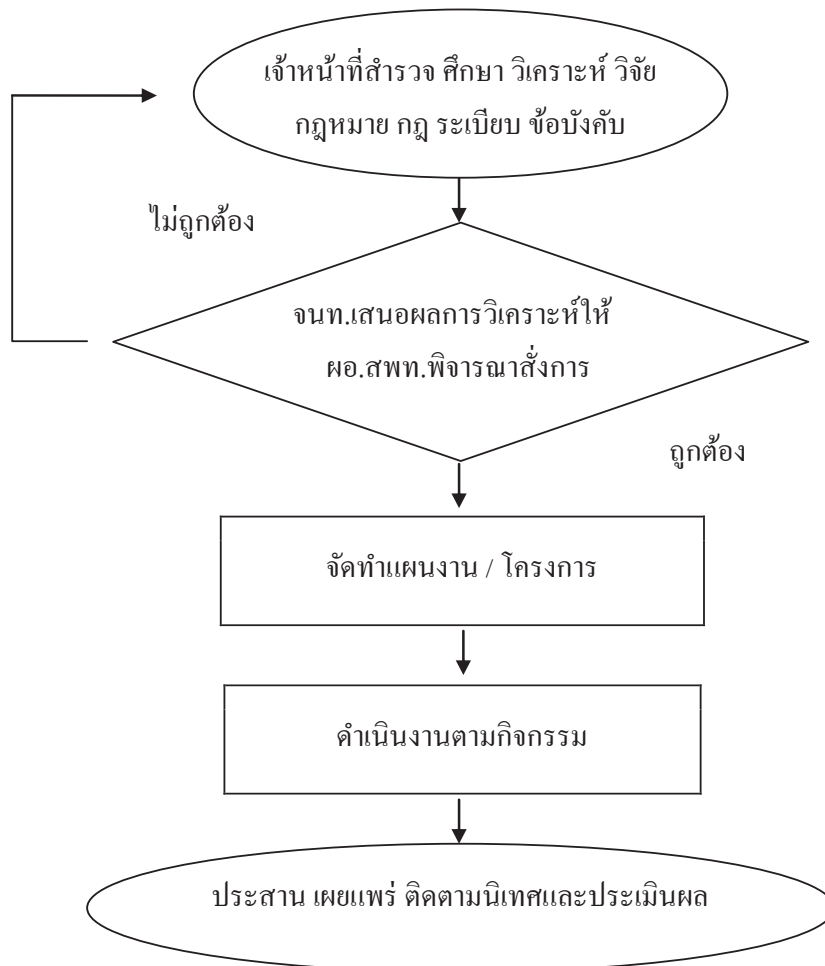 เจ้าหน้าที่สำรวจ ศึกษา วิเคราะห์ วิจัย
กฎหมาย กฎ ระเบียบ ข้อบังคับ
ไม่ถูกต้อง
จนท.เสนอผลการวิเคราะห์ให้
ผอ.สพท.พิจารณาสั่งการ
ถูกต้อง
จัดทำแผนงาน / โครงการ
ดำเนินงานตามกิจกรรม
ประสาน เผยแพร่ ติดตามนิเทศและประเมินผล